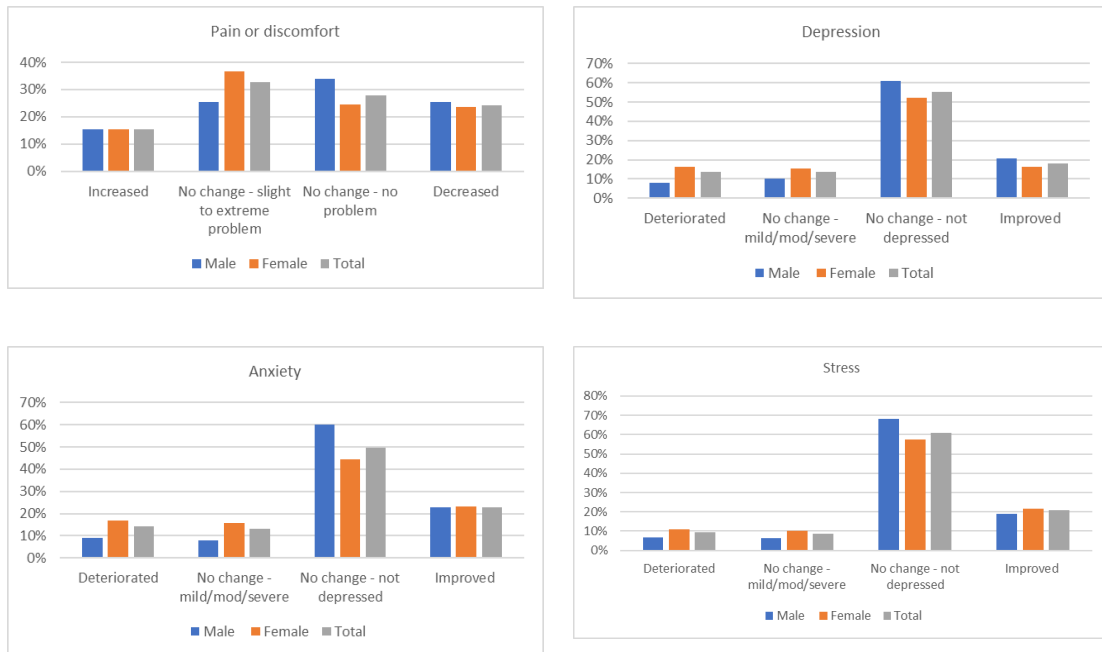 Pain or discomfort
40%
30%
20%
10%
0%
Increased
No change - slight
to extreme
problem
No change - no
problem
Decreased
Male Female Total
Depression
70%
60%
50%
40%
30%
20%
10%
0%
Deteriorated
No change -
mild/mod/severe
No change - not
depressed
Improved
Male Female Total
Anxiety
70%
60%
50%
40%
30%
20%
10%
0%
Deteriorated
No change -
mild/mod/severe
No change - not
depressed
Improved
Male Female Total
Stress
80%
70%
60%
50%
40%
30%
20%
10%
0%
Deteriorated
No change -
mild/mod/severe
No change - not
depressed
Improved
Male Female Total